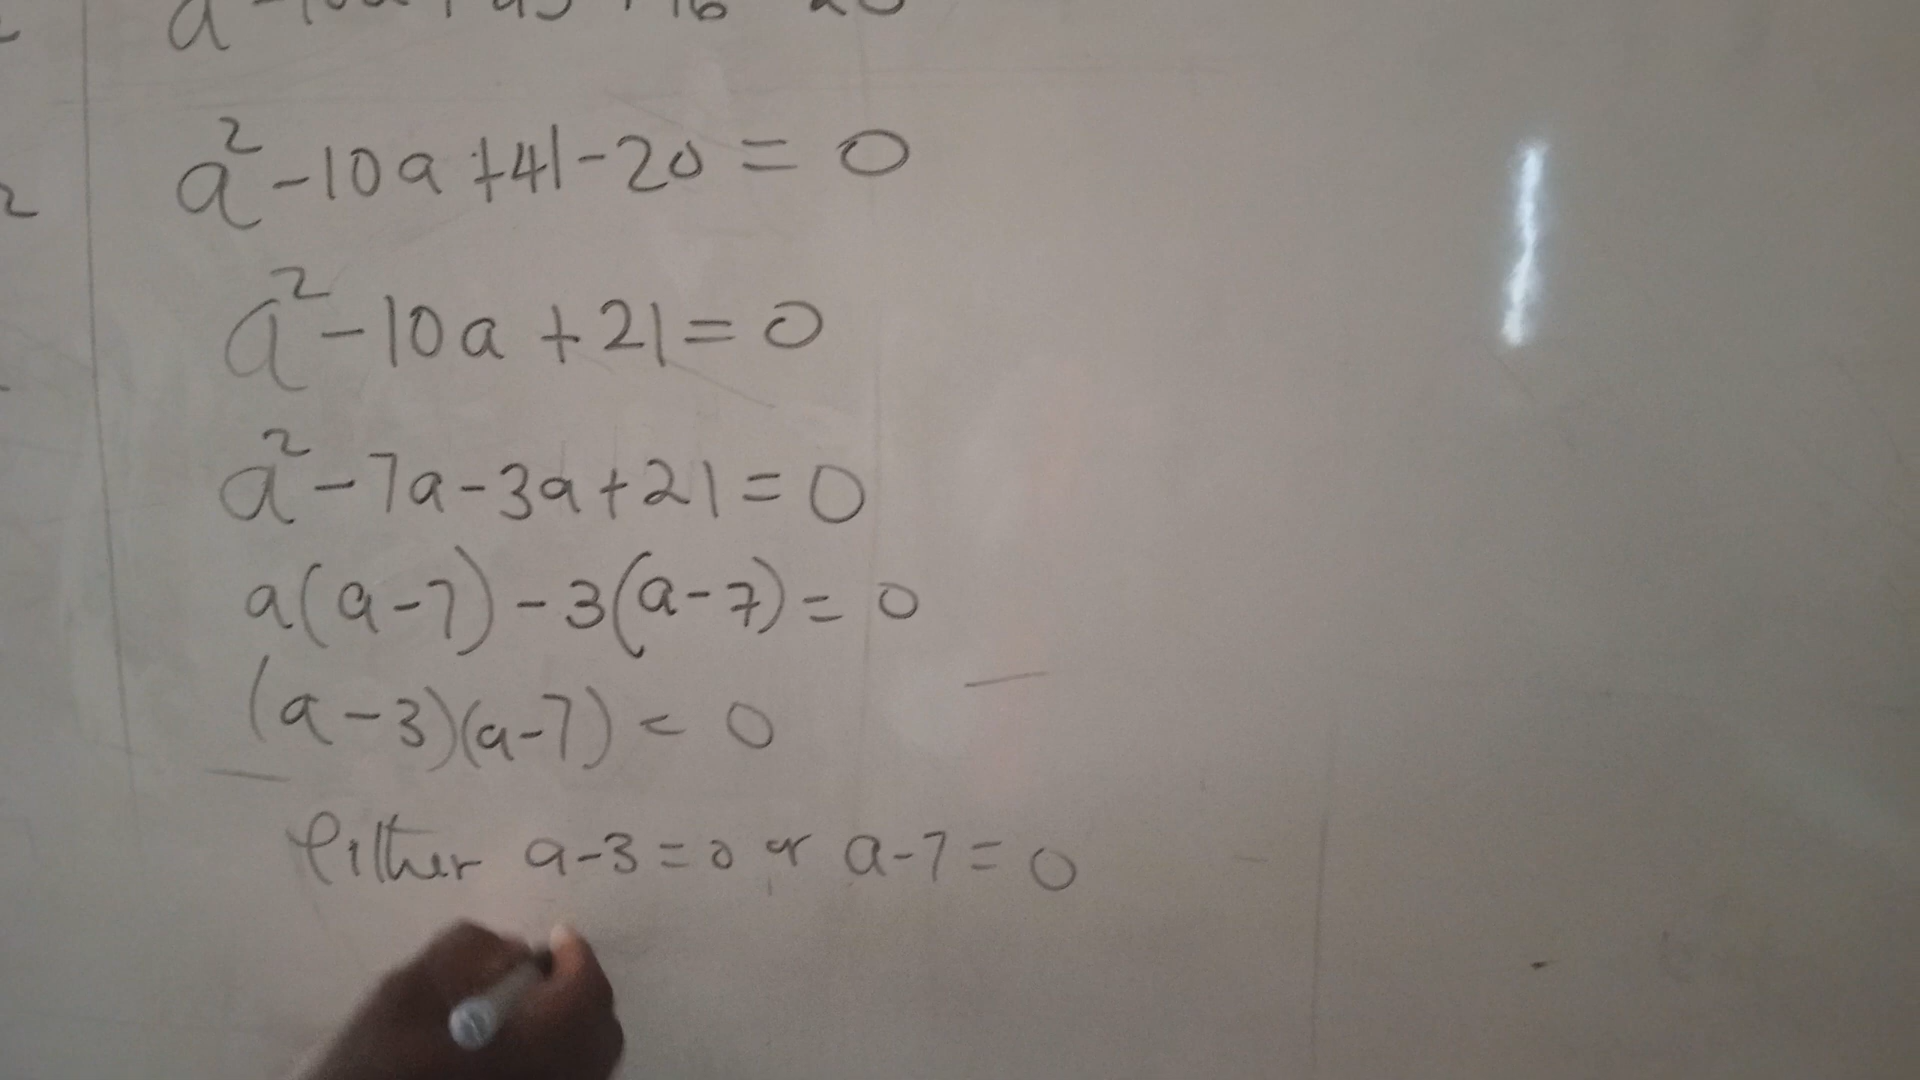 a² - 10a + 41 - 20 = 0
a² - 10a + 21 = 0
a² - 7a - 3a + 21 = 0
a(a - 7) - 3(a - 7) = 0
(a - 3)(a - 7) = 0
Either a - 3 = 0 or a - 7 = 0